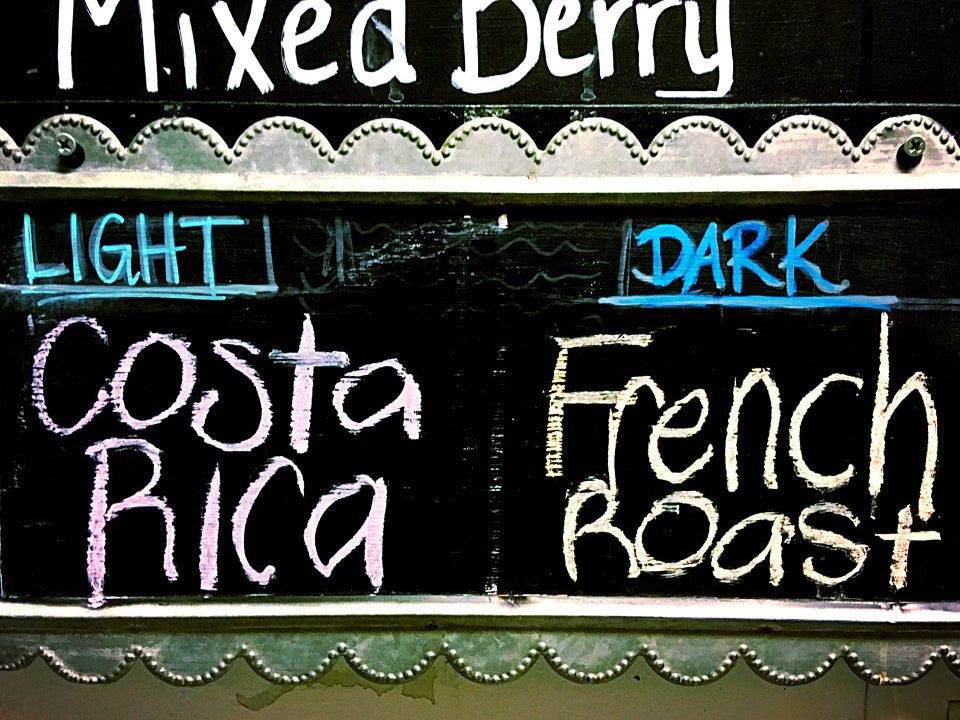 Mixed Berry
LIGHT
Costa
Rica
DARK
French
Roast